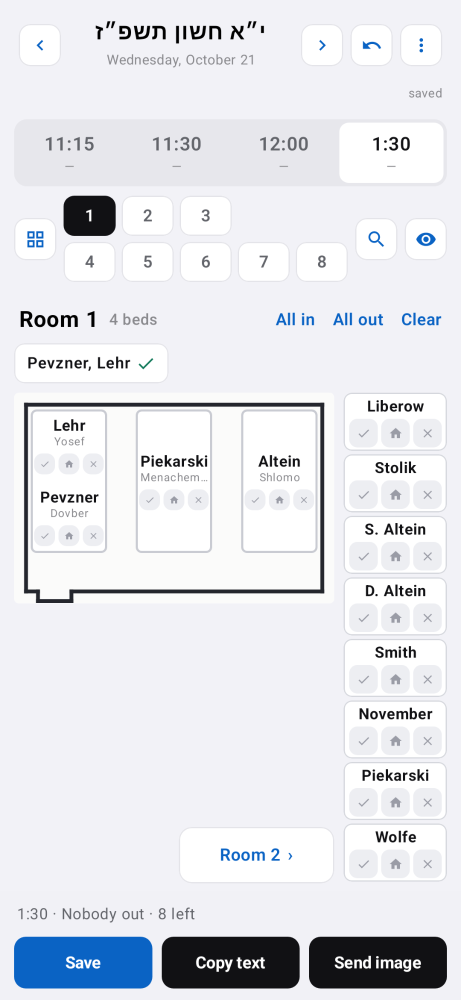 י״א חשון תשפ״ז
Wednesday, October 21
saved
11:15 11:30 12:00 1:30
— — — —
1 2 3
4 5 6 7 8
Room 1 4 beds All in All out Clear
Pevzner, Lehr
Lehr
Yosef
Pevzner
Dovber
Piekarski
Menachem...
Altein
Shlomo
Liberow
Stolik
S. Altein
D. Altein
Smith
November
Piekarski
Wolfe
Room 2 ›
1:30 · Nobody out · 8 left
Save Copy text Send image